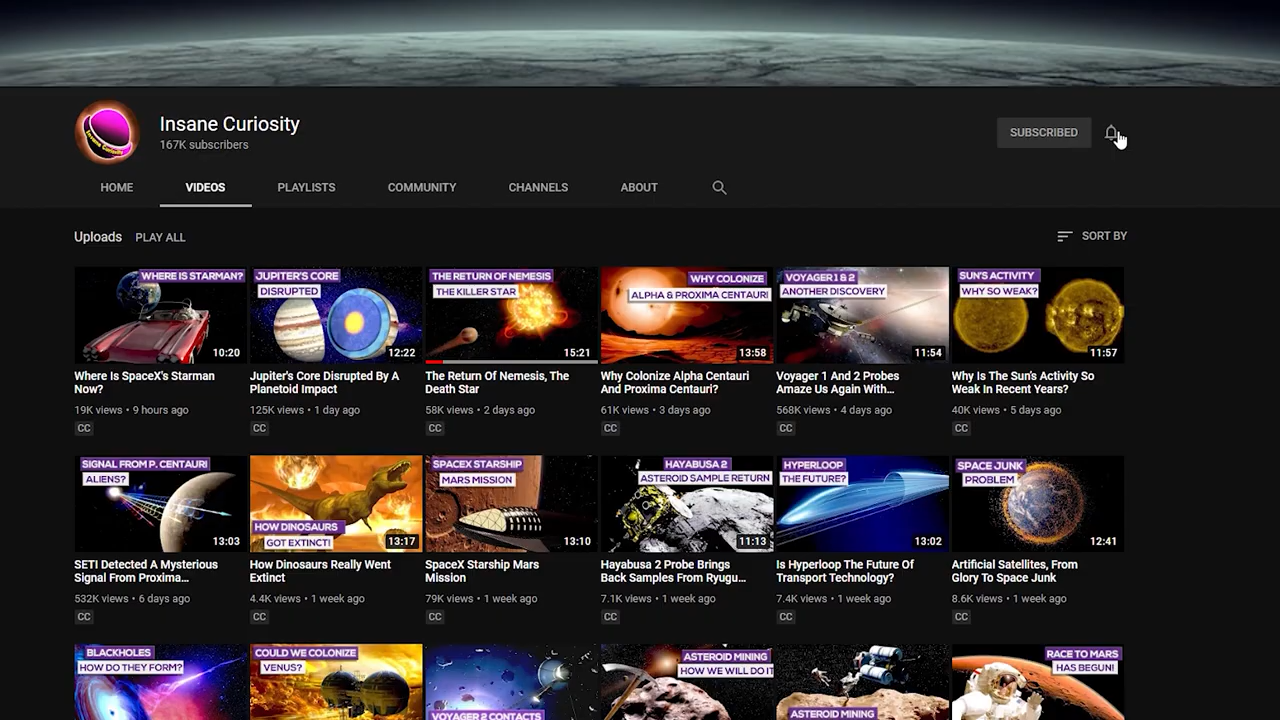 Insane Curiosity
167K subscribers
SUBSCRIBED
HOME VIDEOS PLAYLISTS COMMUNITY CHANNELS ABOUT
Uploads PLAY ALL
SORT BY
WHERE IS STARMAN?
10:20
JUPITER'S CORE
DISRUPTED
12:22
THE RETURN OF NEMESIS
THE KILLER STAR
15:21
WHY COLONIZE
ALPHA & PROXIMA CENTAURI
13:58
VOYAGER 1 & 2
ANOTHER DISCOVERY
11:54
SUN'S ACTIVITY
WHY SO WEAK?
11:57
Where Is SpaceX's Starman
Now?
19K views • 9 hours ago
CC
Jupiter's Core Disrupted By A
Planetoid Impact
125K views • 1 day ago
CC
The Return Of Nemesis, The
Death Star
58K views • 2 days ago
CC
Why Colonize Alpha Centauri
And Proxima Centauri?
61K views • 3 days ago
CC
Voyager 1 And 2 Probes
Amaze Us Again With...
568K views • 4 days ago
CC
Why Is The Sun's Activity So
Weak In Recent Years?
40K views • 5 days ago
CC
SIGNAL FROM P. CENTAURI
ALIENS?
13:03
HOW DINOSAURS
GOT EXTINCT!
13:17
SPACEX STARSHIP
MARS MISSION
13:10
HAYABUSA 2
ASTEROID SAMPLE RETURN
11:13
HYPERLOOP
THE FUTURE?
13:02
SPACE JUNK
PROBLEM
12:41
SETI Detected A Mysterious
Signal From Proxima...
532K views • 6 days ago
CC
How Dinosaurs Really Went
Extinct
4.4K views • 1 week ago
CC
SpaceX Starship Mars
Mission
79K views • 1 week ago
CC
Hayabusa 2 Probe Brings
Back Samples From Ryugu...
7.1K views • 1 week ago
CC
Is Hyperloop The Future Of
Transport Technology?
7.4K views • 1 week ago
CC
Artificial Satellites, From
Glory To Space Junk
8.6K views • 1 week ago
CC
BLACKHOLES
HOW DO THEY FORM?
COULD WE COLONIZE
VENUS?
VOYAGER 2 CONTACTS
ASTEROID MINING
HOW WE WILL DO IT
ASTEROID MINING
RACE TO MARS
HAS BEGUN!